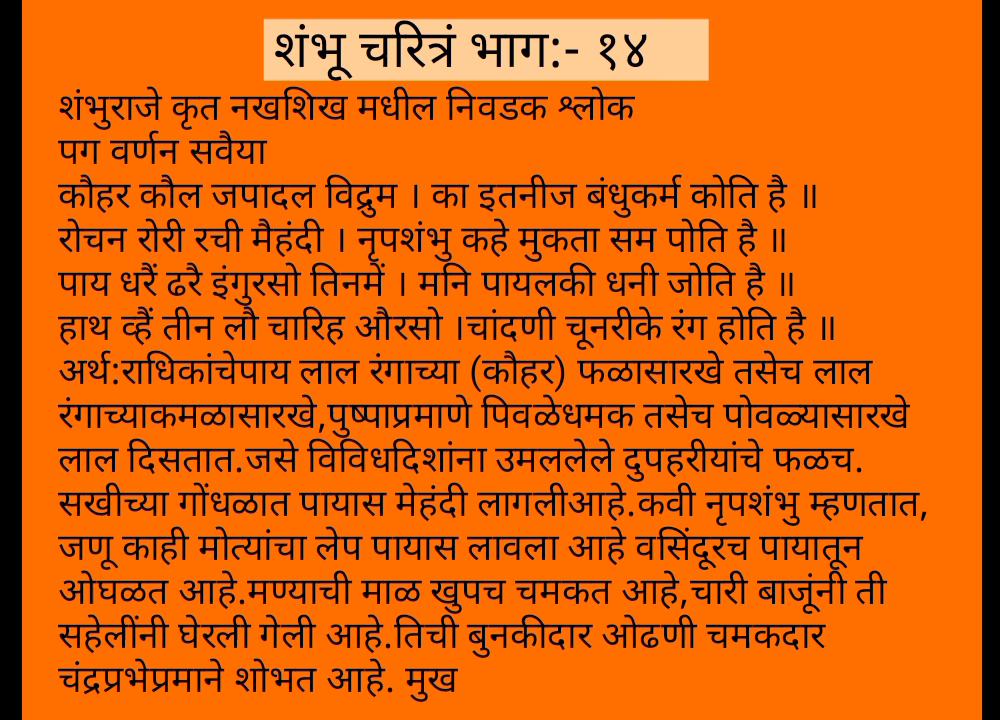 शंभू चरित्रं भाग:- १४
शंभुराजे कृत नखशिख मधील निवडक श्लोक
पग वर्णन सवैया
कौहर कौल जपादल विद्रुम । का इतनीज बंधुकर्म कोति है ॥
रोचन रोरी रची मैहंदी । नृपशंभु कहे मुकता सम पोति है ॥
पाय धरैं ढरै इंगुरसो तिनमें । मनि पायलकी धनी जोति है ॥
हाथ व्हैं तीन लौ चारिह औरसो ।चांदणी चूनरीके रंग होति है ॥
अर्थ:राधिकांचेपाय लाल रंगाच्या (कौहर) फळासारखे तसेच लाल
रंगाच्याकमळासारखे,पुष्पाप्रमाणे पिवळेधमक तसेच पोवळ्यासारखे
लाल दिसतात.जसे विविधदिशांना उमललेले दुपहरीयांचे फळच.
सखीच्या गोंधळात पायास मेहंदी लागलीआहे.कवी नृपशंभु म्हणतात,
जणू काही मोत्यांचा लेप पायास लावला आहे वसिंदूरच पायातून
ओघळत आहे.मण्याची माळ खुपच चमकत आहे,चारी बाजूंनी ती
सहेलींनी घेरली गेली आहे.तिची बुनकीदार ओढणी चमकदार
चंद्रप्रभेप्रमाने शोभत आहे. मुख